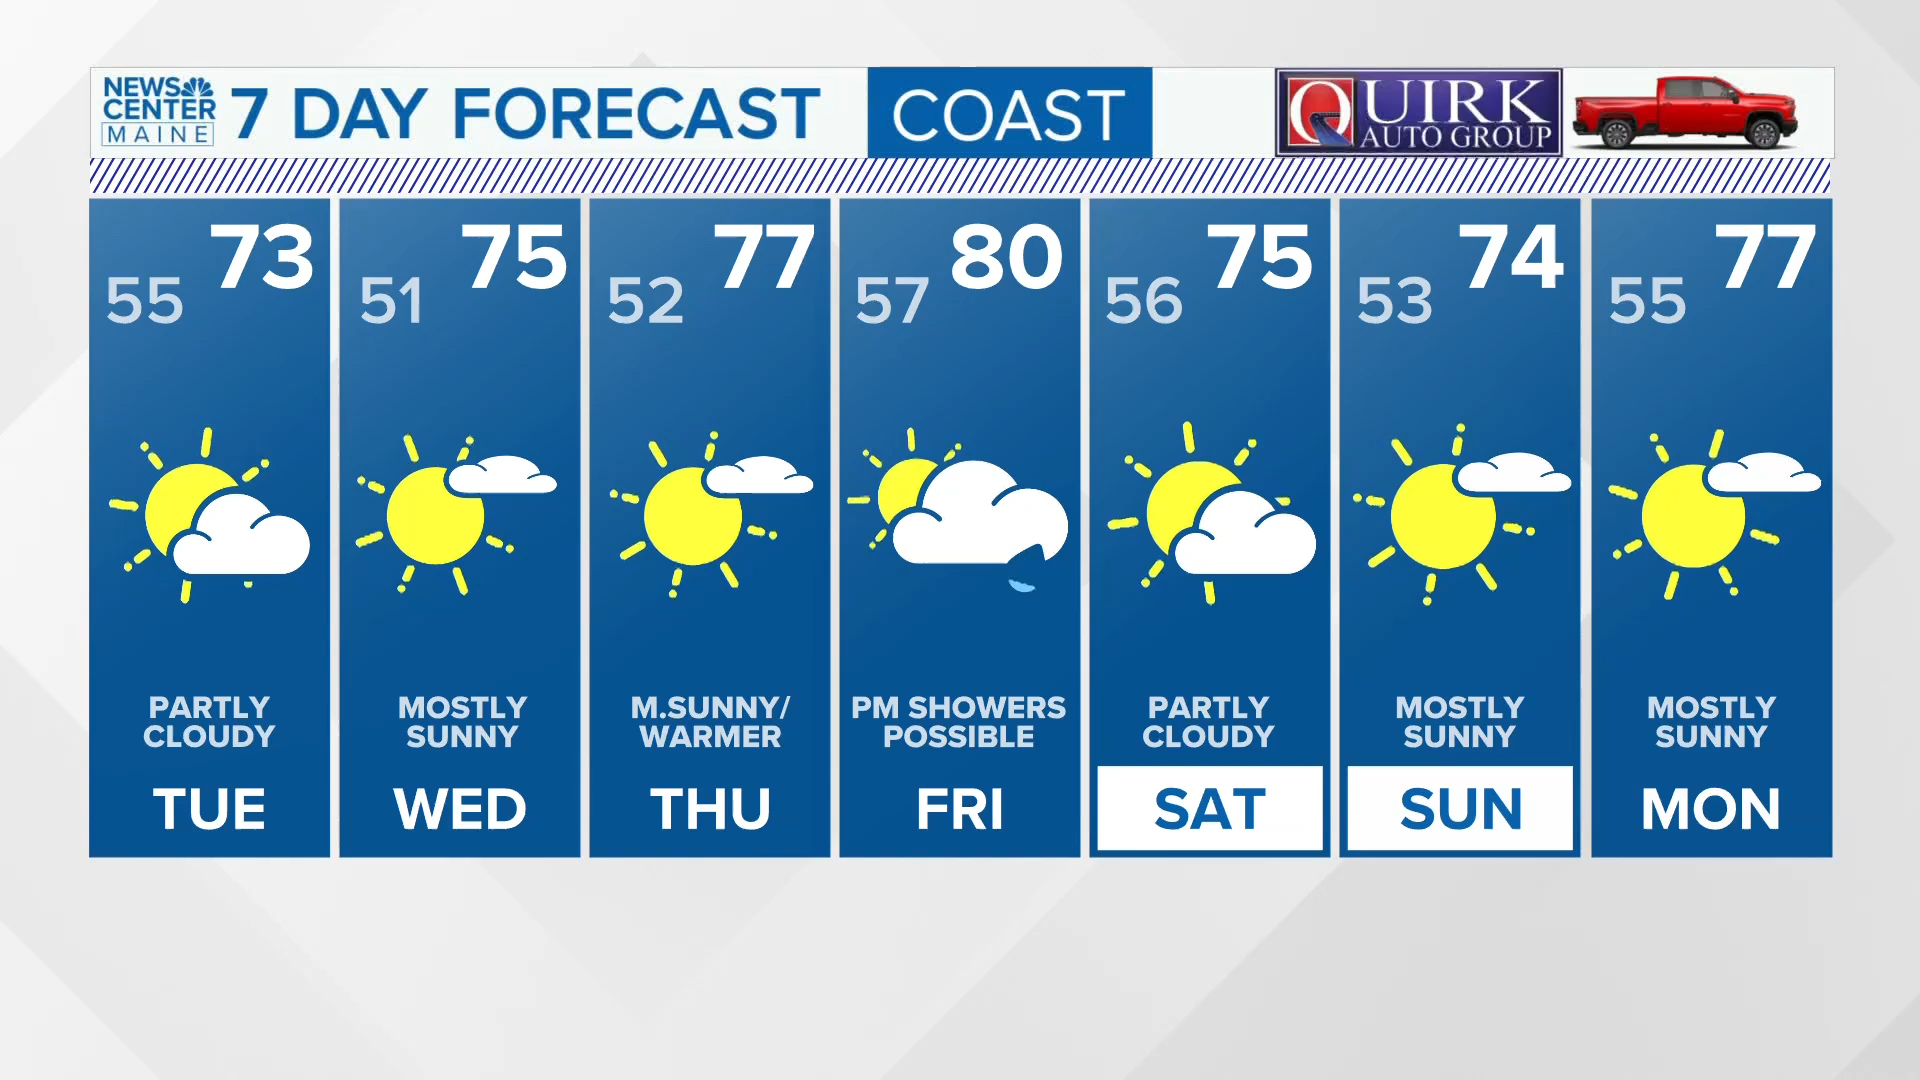 NEWS
CENTER
MAINE
7 DAY FORECAST
COAST
QUIRK
AUTO GROUP
55 73
PARTLY
CLOUDY
TUE
51 75
MOSTLY
SUNNY
WED
52 77
M.SUNNY/
WARMER
THU
57 80
PM SHOWERS
POSSIBLE
FRI
56 75
PARTLY
CLOUDY
SAT
53 74
MOSTLY
SUNNY
SUN
55 77
MOSTLY
SUNNY
MON